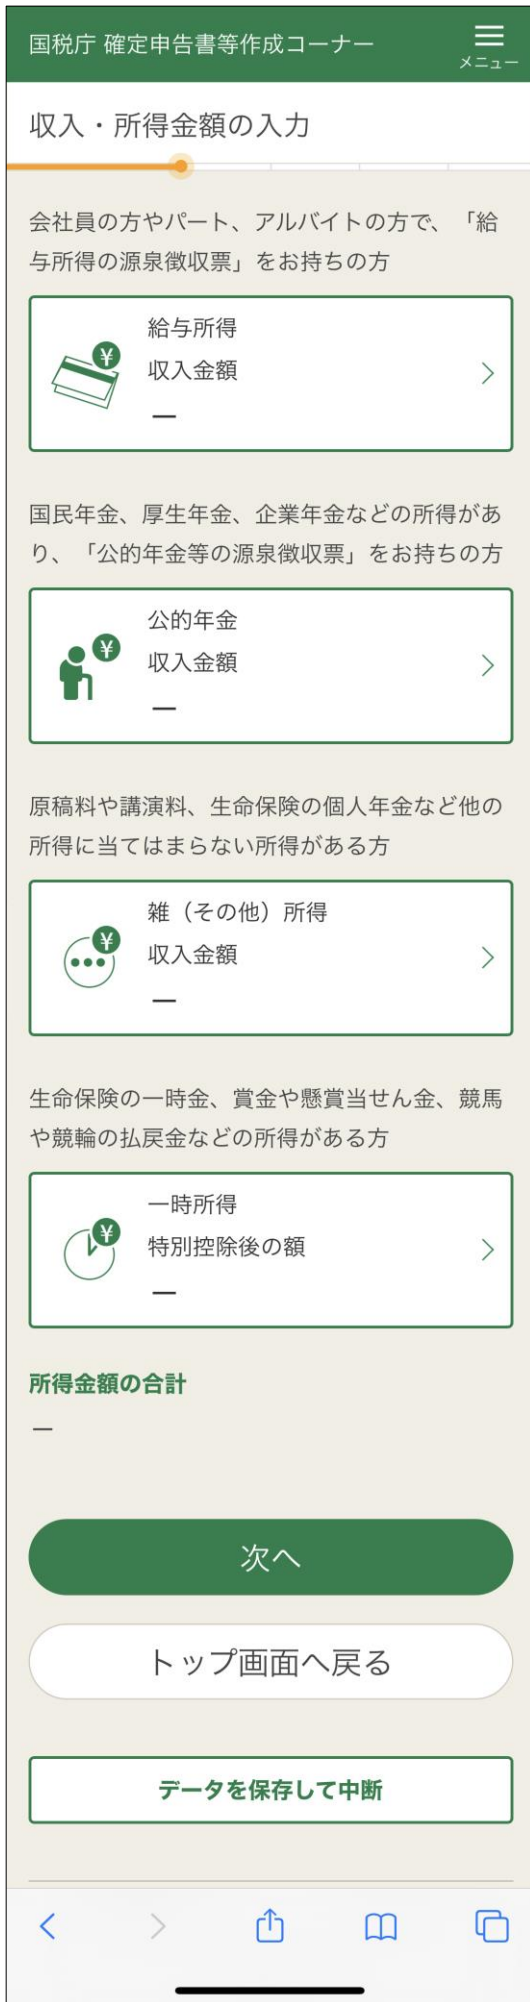 国税庁 確定申告書等作成コーナー
メニュー
収入・所得金額の入力
会社員の方やパート、アルバイトの方で、「給
与所得の源泉徴収票」をお持ちの方
¥
給与所得
収入金額
―
国民年金、厚生年金、企業年金などの所得があ
り、「公的年金等の源泉徴収票」をお持ちの方
¥
公的年金
収入金額
―
原稿料や講演料、生命保険の個人年金など他の
所得に当てはまらない所得がある方
¥
雑（その他）所得
収入金額
―
生命保険の一時金、賞金や懸賞当せん金、競馬
や競輪の払戻金などの所得がある方
¥
一時所得
特別控除後の額
―
所得金額の合計
―
次へ
トップ画面へ戻る
データを保存して中断